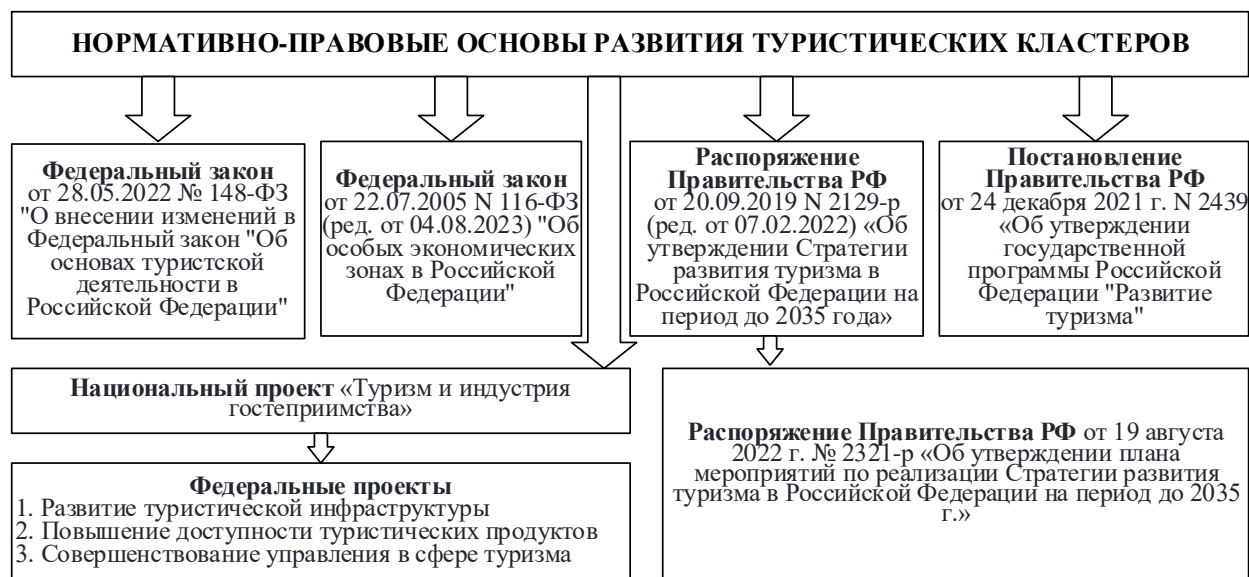 НОРМАТИВНО-ПРАВОВЫЕ ОСНОВЫ РАЗВИТИЯ ТУРИСТИЧЕСКИХ КЛАСТЕРОВ
Федеральный закон
от 28.05.2022 № 148-ФЗ
"О внесении изменений в
Федеральный закон "Об
основах туристской
деятельности в
Российской Федерации"
Федеральный закон
от 22.07.2005 N 116-ФЗ
(ред. от 04.08.2023) "Об
особых экономических
зонах в Российской
Федерации"
Распоряжение
Правительства РФ
от 20.09.2019 N 2129-р
(ред. от 07.02.2022) «Об
утверждении Стратегии
развития туризма в
Российской Федерации на
период до 2035 года»
Постановление
Правительства РФ
от 24 декабря 2021 г. N 2439
«Об утверждении
государственной
программы Российской
Федерации "Развитие
туризма"
Национальный проект «Туризм и индустрия
гостеприимства»
Распоряжение Правительства РФ от 19 августа
2022 г. № 2321-р «Об утверждении плана
мероприятий по реализации Стратегии развития
туризма в Российской Федерации на период до 2035
г.»
Федеральные проекты
1. Развитие туристической инфраструктуры
2. Повышение доступности туристических продуктов
3. Совершенствование управления в сфере туризма